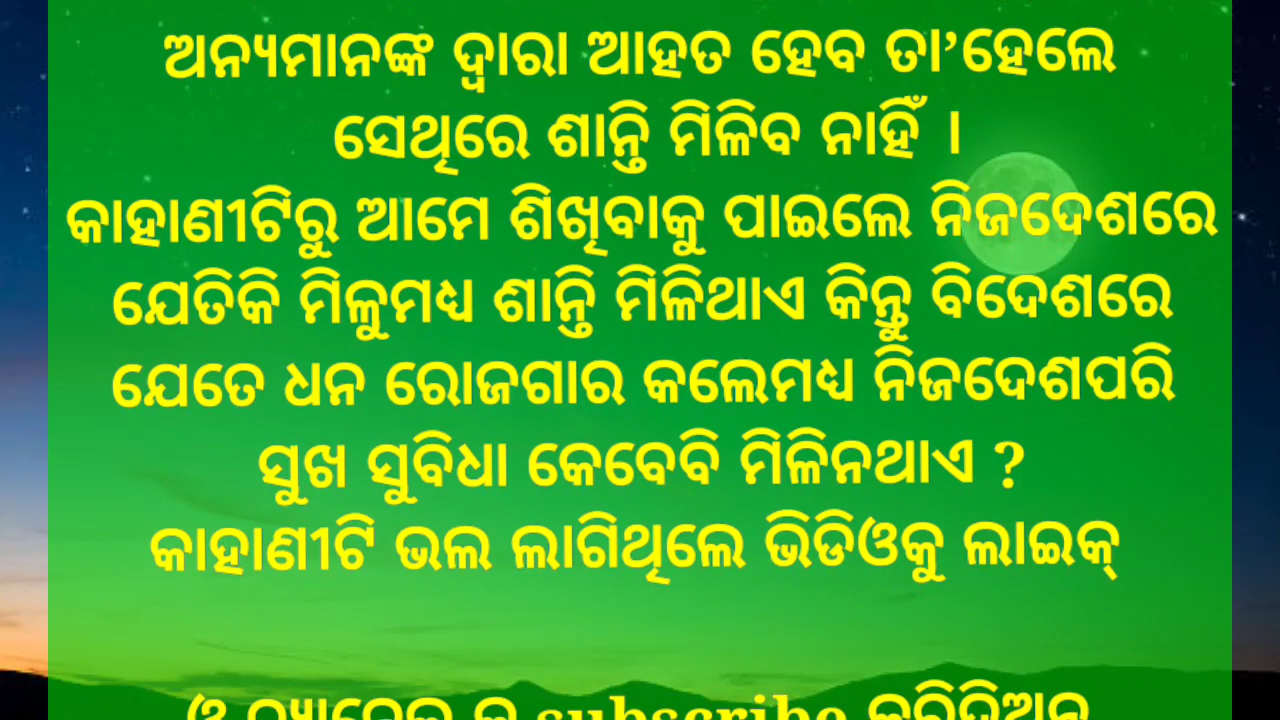 ଅନ୍ୟମାନଙ୍କ ଦ୍ୱାରା ଆହତ ହେବ ତା’ହେଲେ
ସେଥିରେ ଶାନ୍ତି ମିଳିବ ନାହିଁ ।
କାହାଣୀଟିରୁ ଆମେ ଶିଖିବାକୁ ପାଇଲେ ନିଜଦେଶରେ
ଯେତିକି ମିଳୁମଧ୍ୟ ଶାନ୍ତି ମିଳିଥାଏ କିନ୍ତୁ ବିଦେଶରେ
ଯେତେ ଧନ ରୋଜଗାର କଲେମଧ୍ୟ ନିଜଦେଶପରି
ସୁଖ ସୁବିଧା କେବେବି ମିଳିନଥାଏ ?
କାହାଣୀଟି ଭଲ ଲାଗିଥିଲେ ଭିଡିଓକୁ ଲାଇକ୍
ଓ subscribe